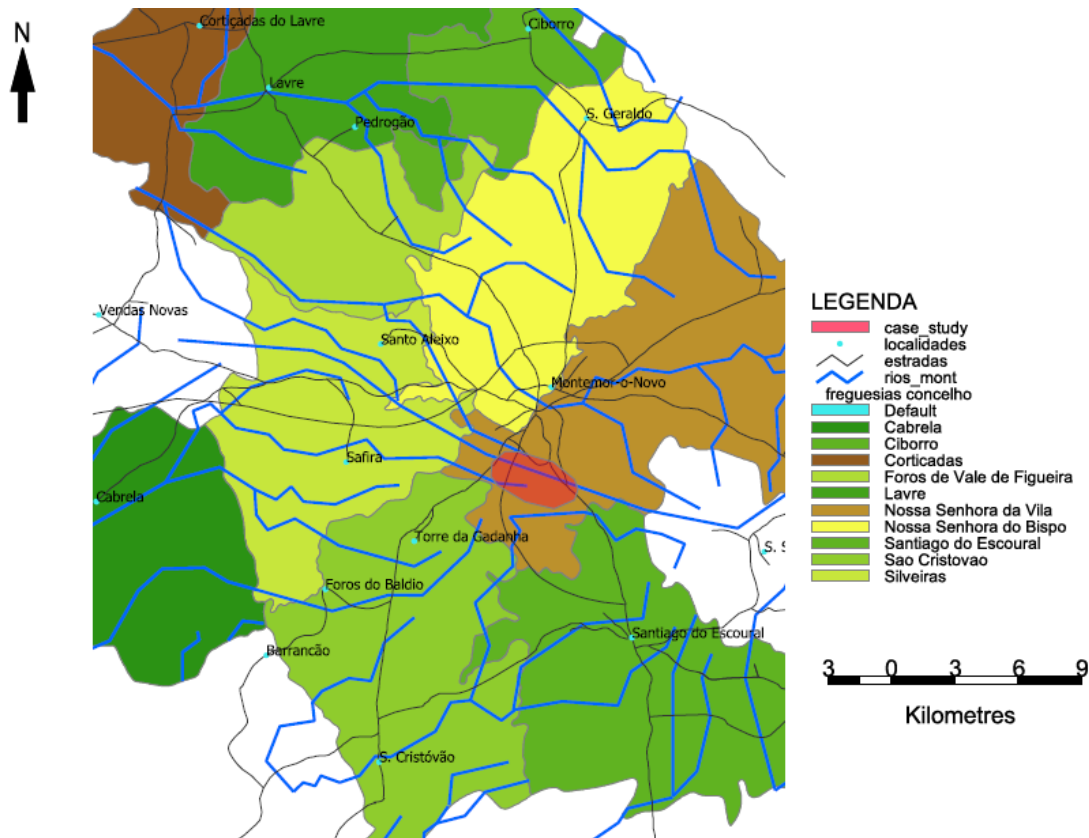 N
Cortiçadas do Lavre
Ciborro
Lavre
S. Geraldo
Pedrogão
Vendas Novas
Santo Aleixo
Montemor-o-Novo
Safira
Cabrela
Torre da Gadanha
S. S
Foros do Baldio
Santiago do Escoural
Barrancão
S. Cristóvão
LEGENDA
case_study
localidades
estradas
rios_mont
freguesias concelho
Default
Cabrela
Ciborro
Corticadas
Foros de Vale de Figueira
Lavre
Nossa Senhora da Vila
Nossa Senhora do Bispo
Santiago do Escoural
Sao Cristovao
Silveiras
3 0 3 6 9
Kilometres